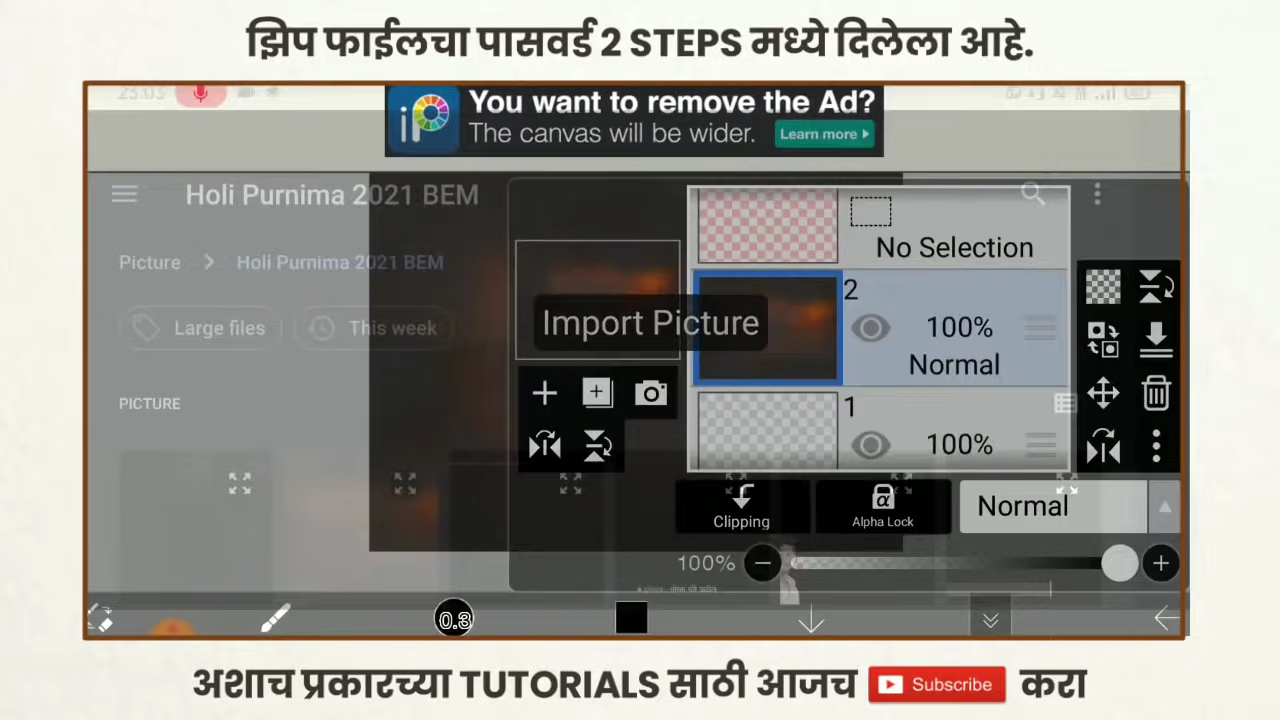 झिप फाईलचा पासवर्ड 2 STEPS मध्ये दिलेला आहे.
23:03
You want to remove the Ad?
The canvas will be wider. Learn more
Holi Purnima 2021 BEM
Picture > Holi Purnima 2021 BEM
Large files This week
PICTURE
Import Picture
No Selection
2
100%
Normal
1
100%
Clipping
Alpha Lock
Normal
100%
0.3
अशाच प्रकारच्या TUTORIALS साठी आजच Subscribe करा